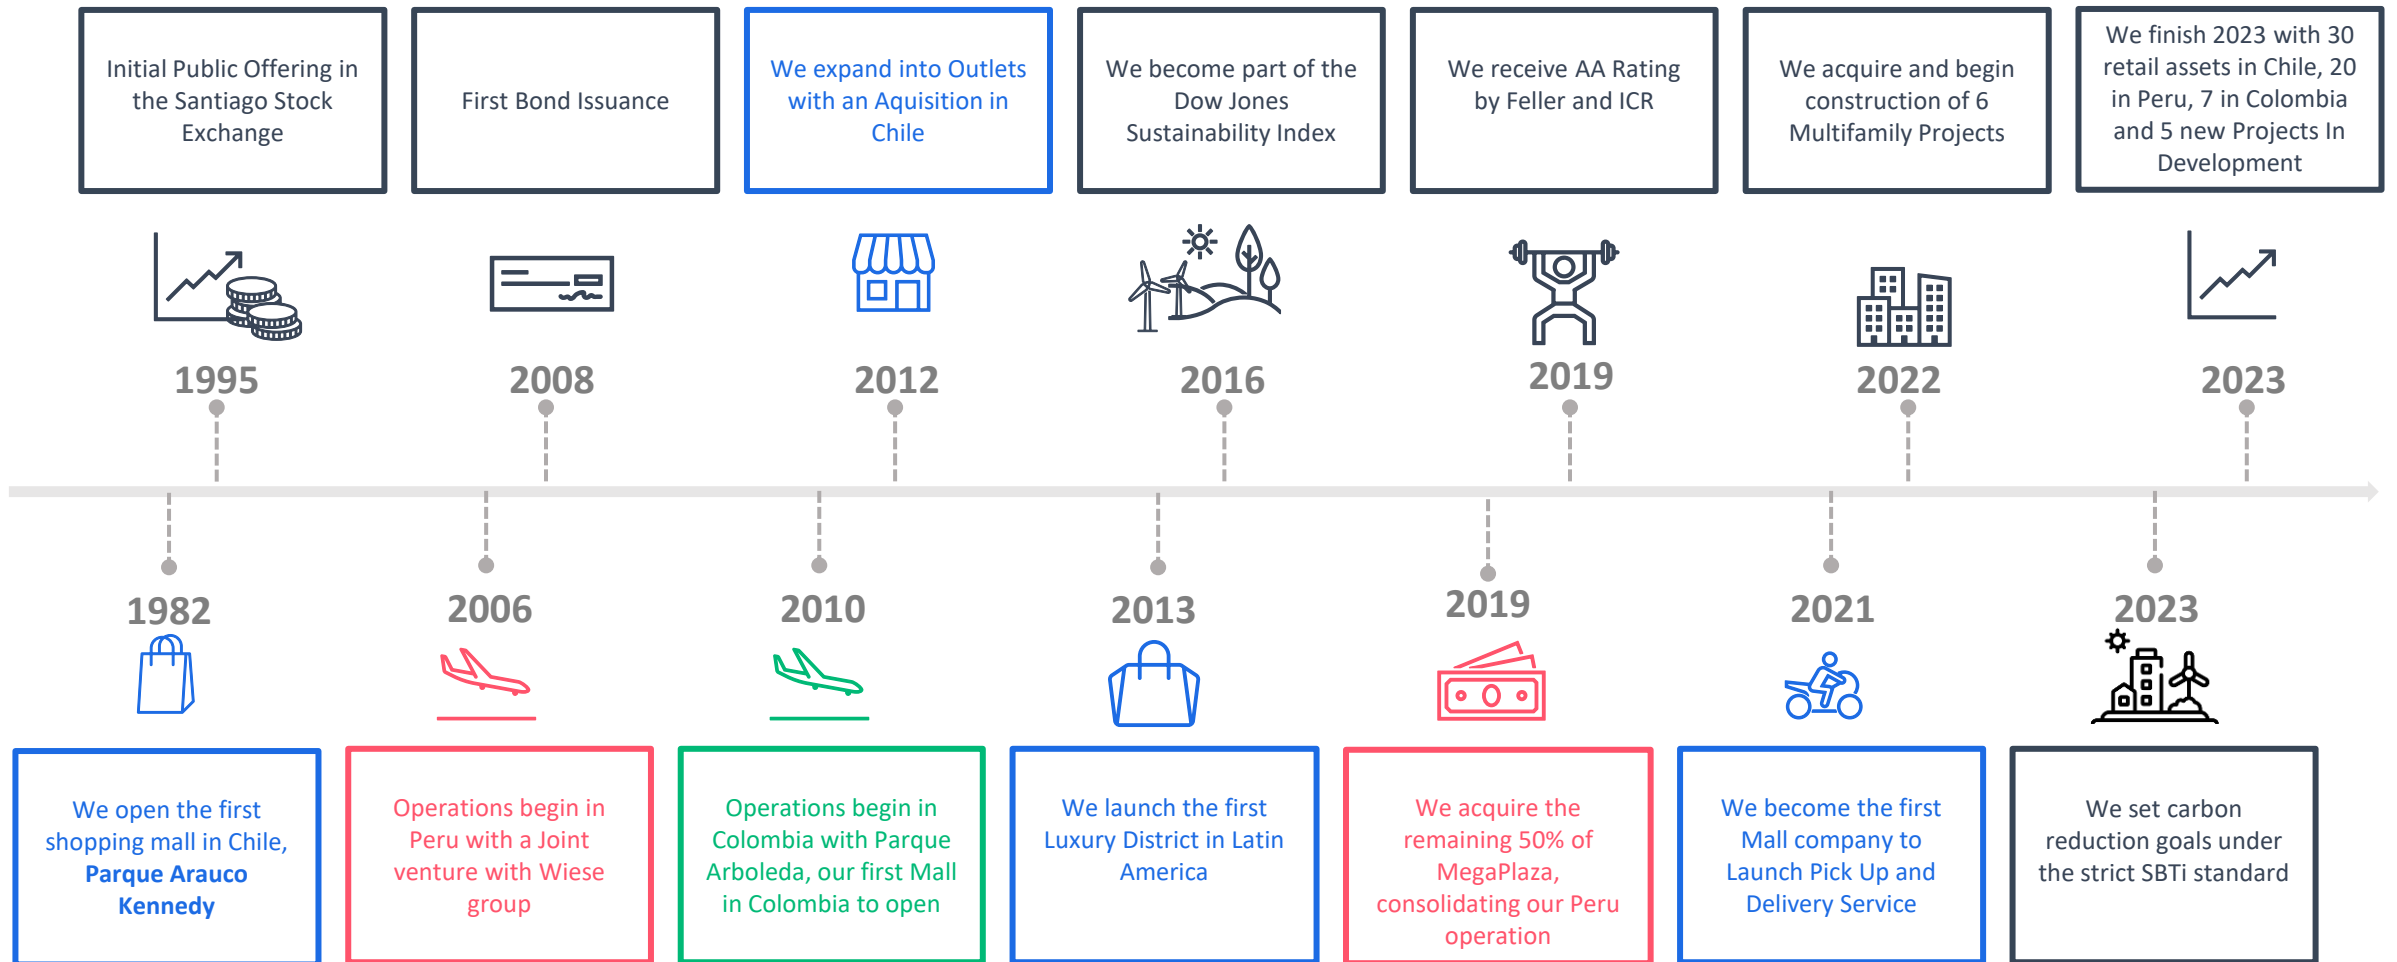 Initial Public Offering in
the Santiago Stock
Exchange
First Bond Issuance
We expand into Outlets
with an Aquisition in
Chile
We become part of the
Dow Jones
Sustainability Index
We receive AA Rating
by Feller and ICR
We acquire and begin
construction of 6
Multifamily Projects
We finish 2023 with 30
retail assets in Chile, 20
in Peru, 7 in Colombia
and 5 new Projects In
Development
1995
2008
2012
2016
2019
2022
2023
1982
2006
2010
2013
2019
2021
2023
We open the first
shopping mall in Chile,
Parque Arauco
Kennedy
Operations begin in
Peru with a Joint
venture with Wiese
group
Operations begin in
Colombia with Parque
Arboleda, our first Mall
in Colombia to open
We launch the first
Luxury District in Latin
America
We acquire the
remaining 50% of
MegaPlaza,
consolidating our Peru
operation
We become the first
Mall company to
Launch Pick Up and
Delivery Service
We set carbon
reduction goals under
the strict SBTi standard